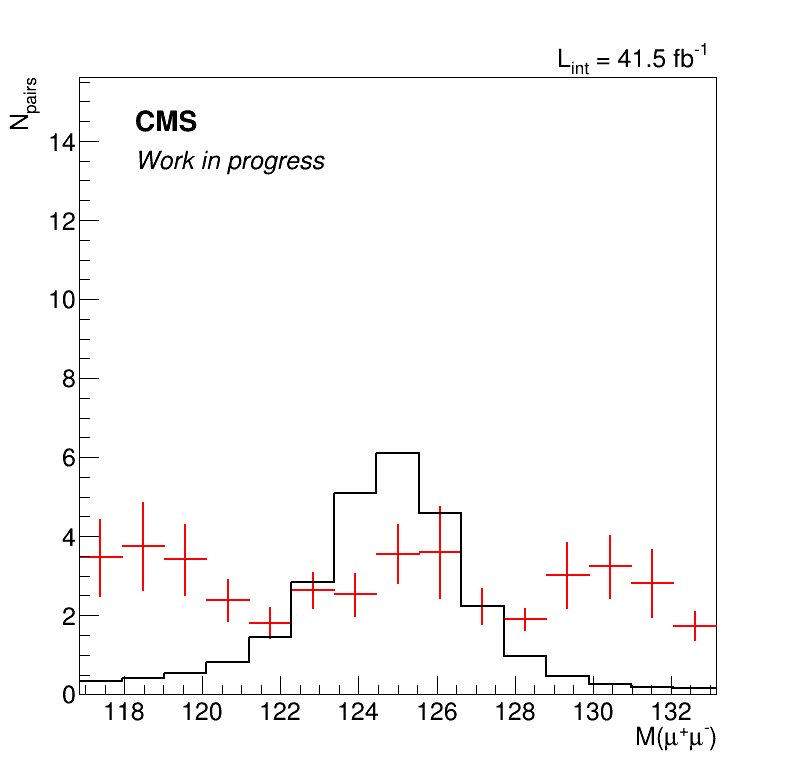 L_int = 41.5 fb⁻¹
N_pairs
CMS
Work in progress
14
12
10
8
6
4
2
0
118 120 122 124 126 128 130 132
M(μ⁺μ⁻)